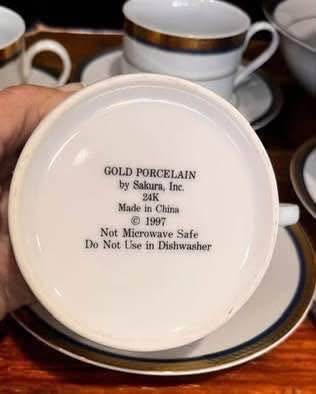 GOLD PORCELAIN
by Sakura, Inc.
24K
Made in China
© 1997
Not Microwave Safe
Do Not Use in Dishwasher